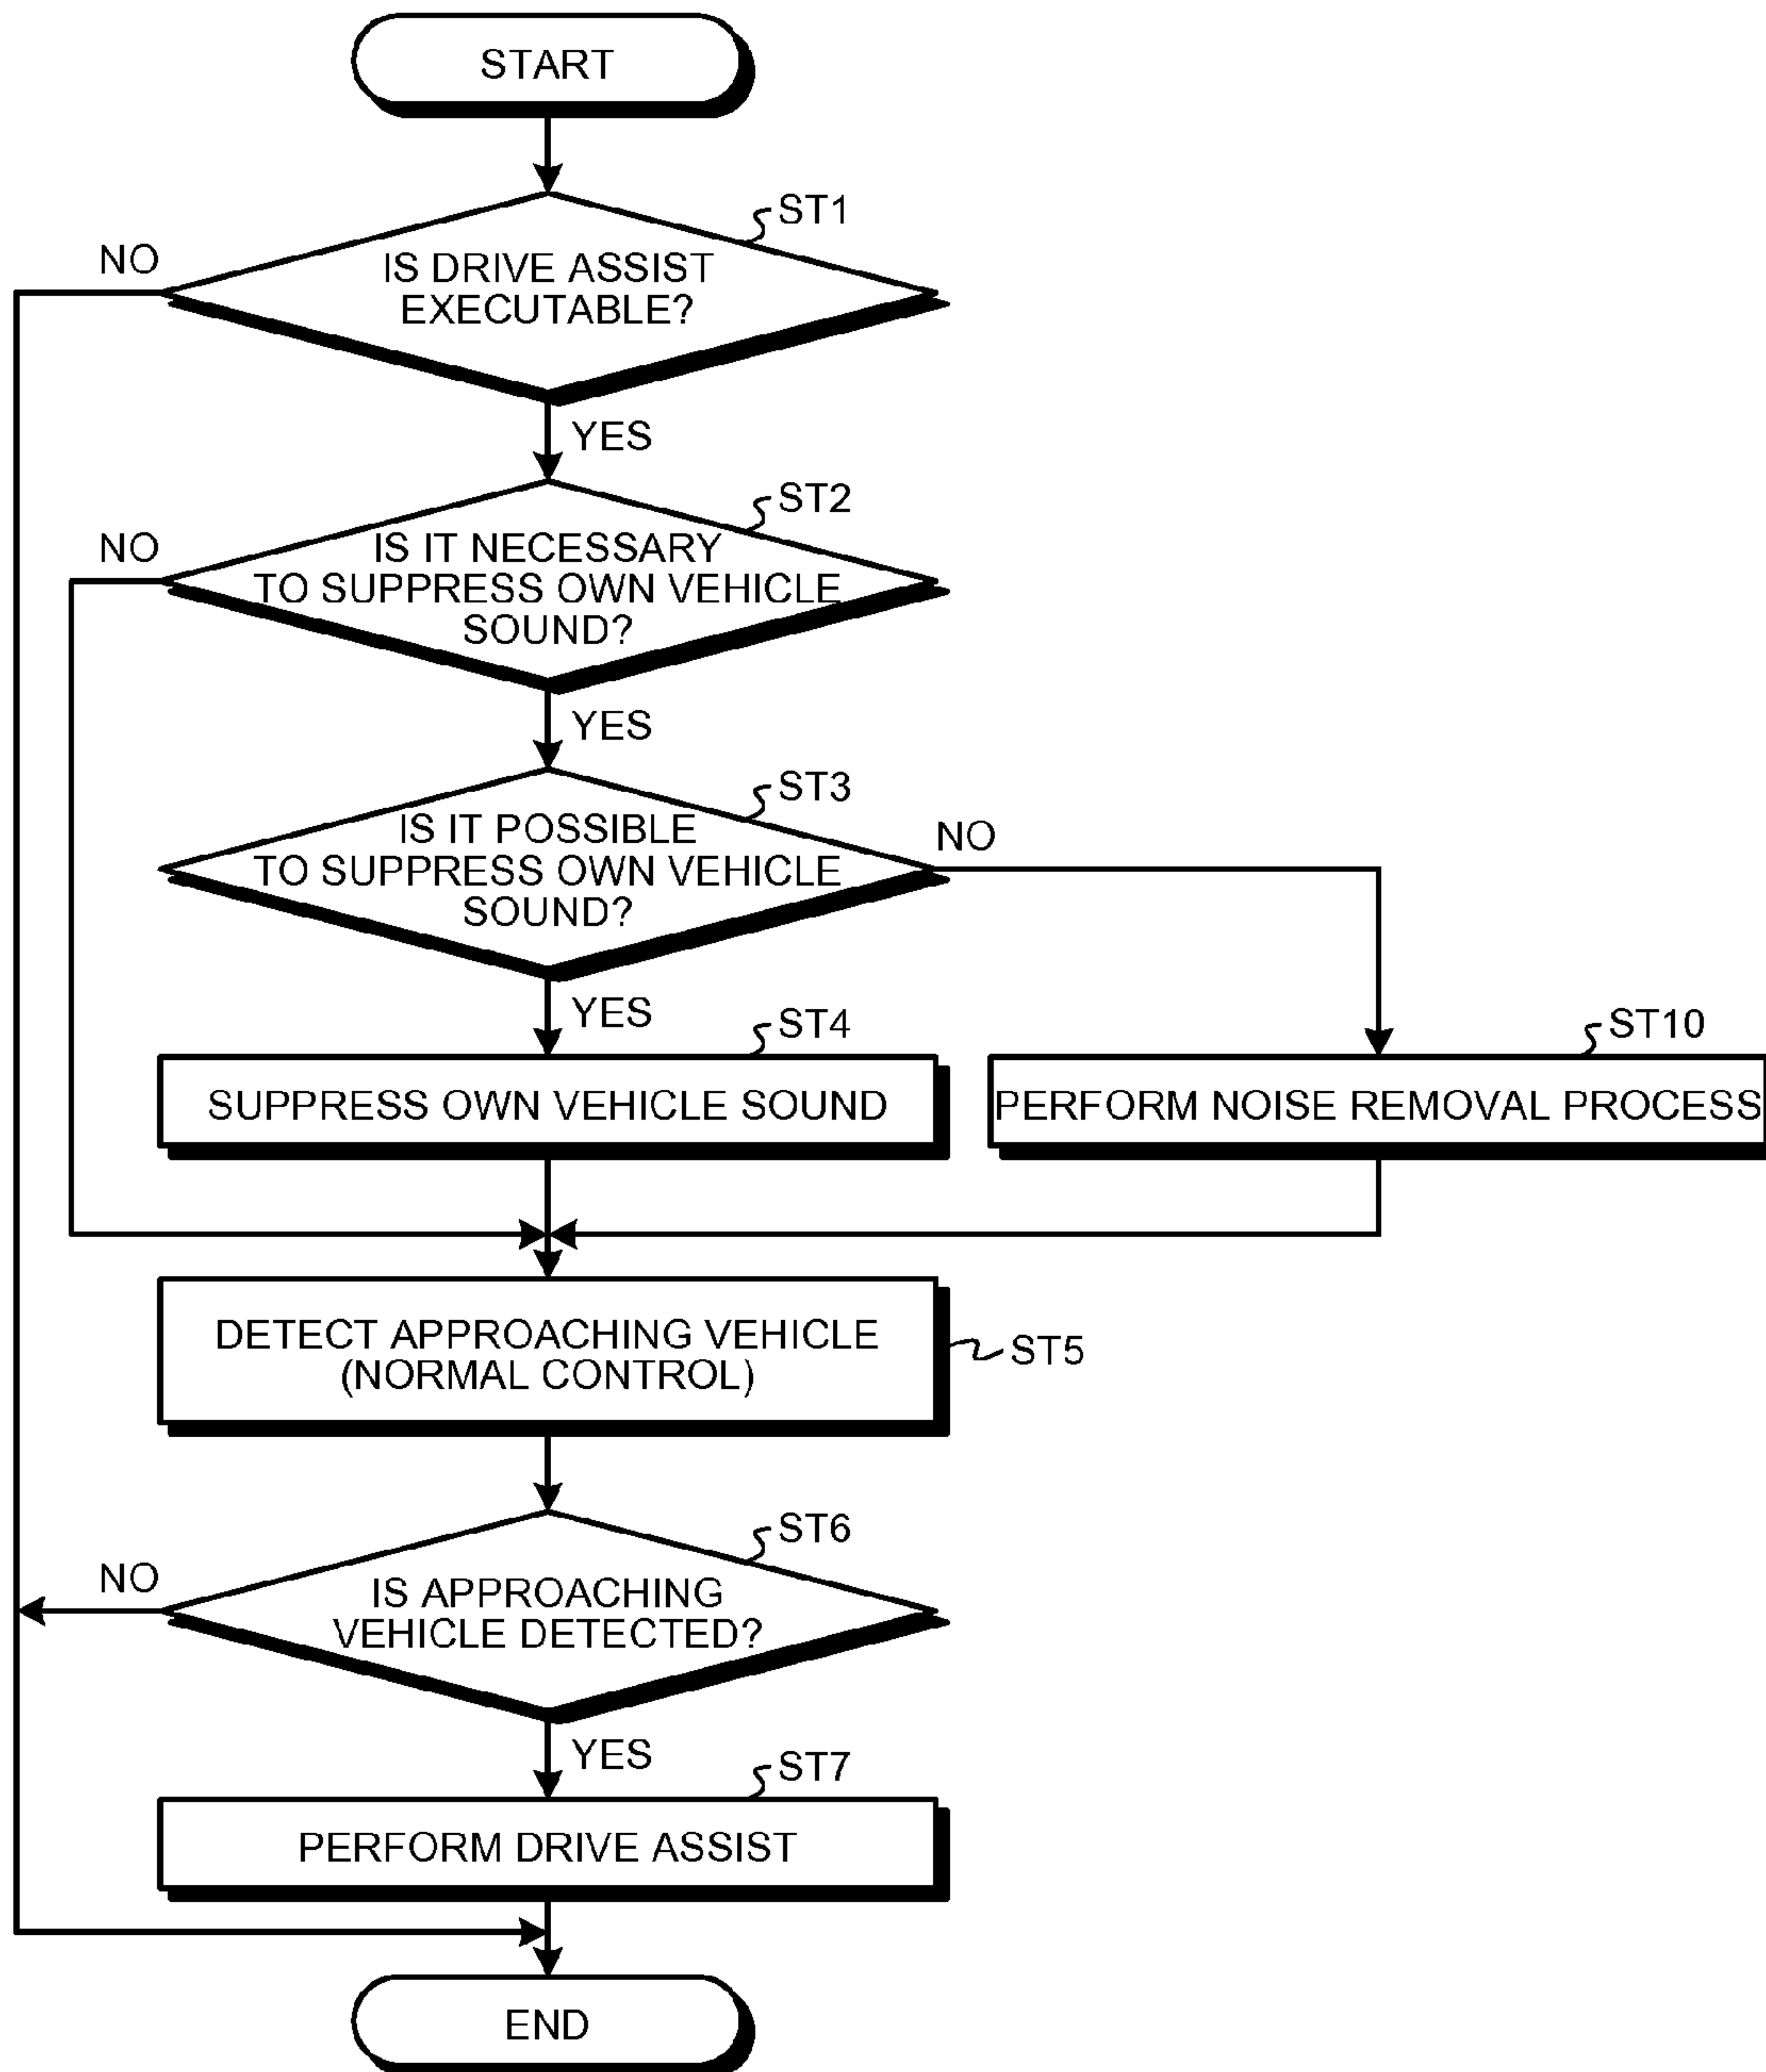 START
ST1
NO
IS DRIVE ASSIST
EXECUTABLE?
YES
ST2
NO
IS IT NECESSARY
TO SUPPRESS OWN VEHICLE
SOUND?
YES
ST3
IS IT POSSIBLE
TO SUPPRESS OWN VEHICLE
SOUND?
NO
YES
ST4
ST10
SUPPRESS OWN VEHICLE SOUND
PERFORM NOISE REMOVAL PROCESS
DETECT APPROACHING VEHICLE
(NORMAL CONTROL)
ST5
ST6
NO
IS APPROACHING
VEHICLE DETECTED?
YES
ST7
PERFORM DRIVE ASSIST
END